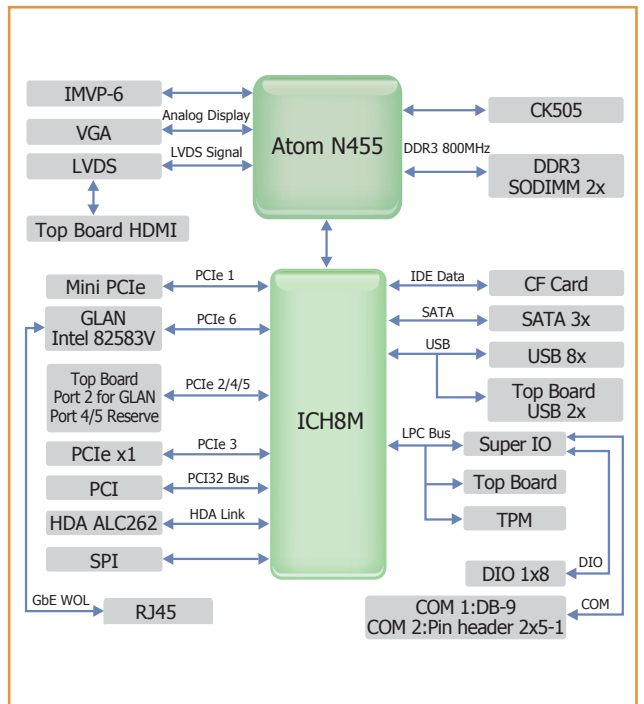 IMVP-6
VGA
Analog Display
LVDS
LVDS Signal
Top Board HDMI
Atom N455
CK505
DDR3 800MHz
DDR3
SODIMM 2x
Mini PCIe
PCIe 1
GLAN
Intel 82583V
PCIe 6
Top Board
Port 2 for GLAN
Port 4/5 Reserve
PCIe 2/4/5
PCIe x1
PCIe 3
PCI
PCI32 Bus
HDA ALC262
HDA Link
SPI
GbE WOL
RJ45
ICH8M
IDE Data
CF Card
SATA
SATA 3x
USB
USB 8x
Top Board
USB 2x
LPC Bus
Super IO
Top Board
TPM
DIO 1x8
DIO
COM 1:DB-9
COM 2:Pin header 2x5-1
COM